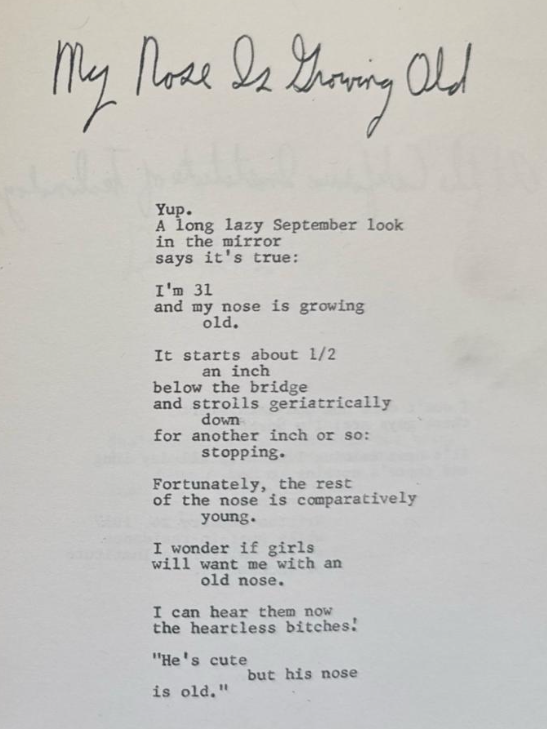 My Nose Is Growing Old
Yup.
A long lazy September look
in the mirror
says it's true:
I'm 31
and my nose is growing
old.
It starts about 1/2
an inch
below the bridge
and strolls geriatrically
down
for another inch or so:
stopping.
Fortunately, the rest
of the nose is comparatively
young.
I wonder if girls
will want me with an
old nose.
I can hear them now
the heartless bitches!
"He's cute
but his nose
is old."